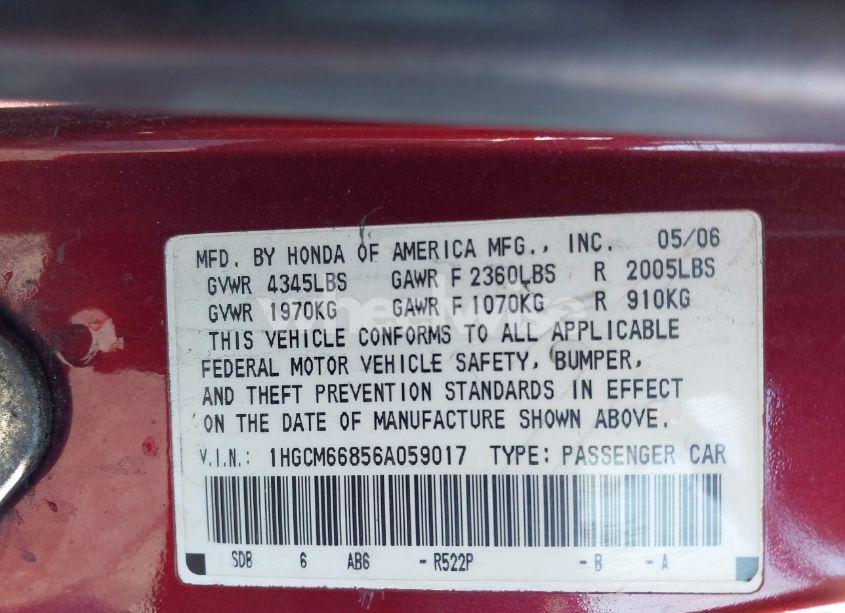 MFD. BY HONDA OF AMERICA MFG., INC. 05/06
GVWR 4345LBS GAWR F 2360LBS R 2005LBS
GVWR 1970KG GAWR F 1070KG R 910KG
THIS VEHICLE CONFORMS TO ALL APPLICABLE
FEDERAL MOTOR VEHICLE SAFETY, BUMPER,
AND THEFT PREVENTION STANDARDS IN EFFECT
ON THE DATE OF MANUFACTURE SHOWN ABOVE.
V.I.N.: 1HGCM66856A059017 TYPE: PASSENGER CAR
SDB 6 AB6 - R522P - B - A